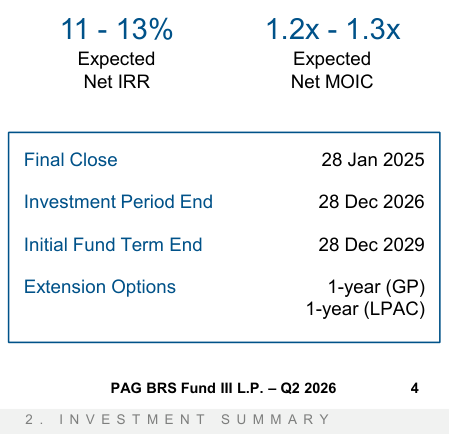 11 - 13%
Expected
Net IRR
1.2x - 1.3x
Expected
Net MOIC
Final Close 28 Jan 2025
Investment Period End 28 Dec 2026
Initial Fund Term End 28 Dec 2029
Extension Options 1-year (GP)
1-year (LPAC)
PAG BRS Fund III L.P. – Q2 2026 4
2. INVESTMENT SUMMARY